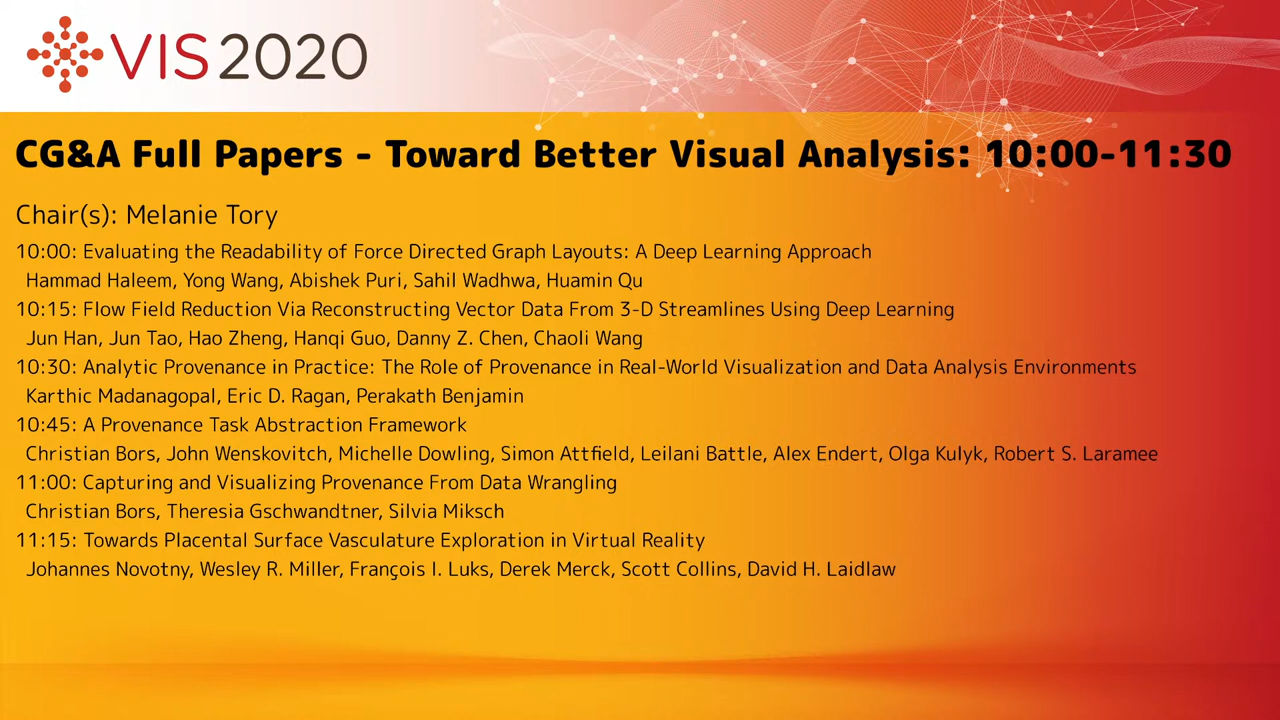 VIS2020
CG&A Full Papers - Toward Better Visual Analysis: 10:00-11:30
Chair(s): Melanie Tory
10:00: Evaluating the Readability of Force Directed Graph Layouts: A Deep Learning Approach
Hammad Haleem, Yong Wang, Abishek Puri, Sahil Wadhwa, Huamin Qu
10:15: Flow Field Reduction Via Reconstructing Vector Data From 3-D Streamlines Using Deep Learning
Jun Han, Jun Tao, Hao Zheng, Hanqi Guo, Danny Z. Chen, Chaoli Wang
10:30: Analytic Provenance in Practice: The Role of Provenance in Real-World Visualization and Data Analysis Environments
Karthic Madanagopal, Eric D. Ragan, Perakath Benjamin
10:45: A Provenance Task Abstraction Framework
Christian Bors, John Wenskovitch, Michelle Dowling, Simon Attfield, Leilani Battle, Alex Endert, Olga Kulyk, Robert S. Laramee
11:00: Capturing and Visualizing Provenance From Data Wrangling
Christian Bors, Theresia Gschwandtner, Silvia Miksch
11:15: Towards Placental Surface Vasculature Exploration in Virtual Reality
Johannes Novotny, Wesley R. Miller, François I. Luks, Derek Merck, Scott Collins, David H. Laidlaw